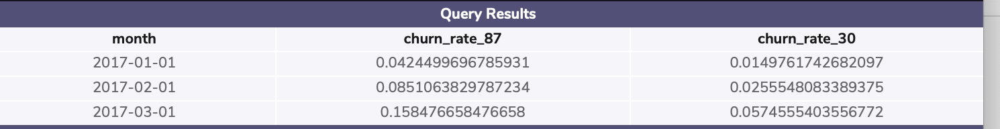 Query Results
month churn_rate_87 churn_rate_30
2017-01-01 0.0424499696785931 0.0149761742682097
2017-02-01 0.0851063829787234 0.0255548083389375
2017-03-01 0.158476658476658 0.0574555403556772